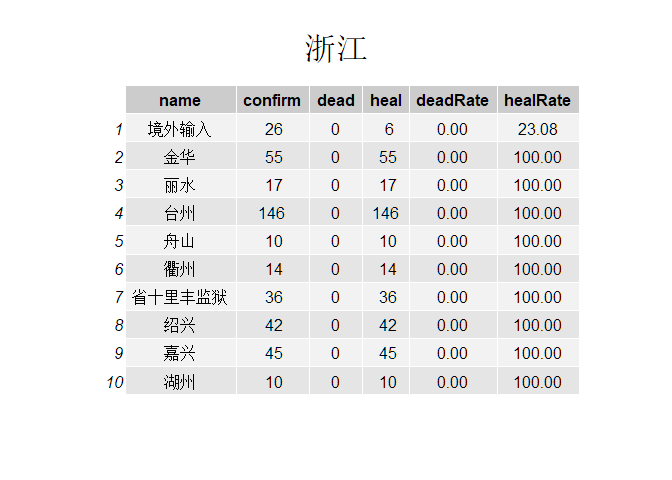 浙江
name confirm dead heal deadRate healRate
1 境外输入 26 0 6 0.00 23.08
2 金华 55 0 55 0.00 100.00
3 丽水 17 0 17 0.00 100.00
4 台州 146 0 146 0.00 100.00
5 舟山 10 0 10 0.00 100.00
6 衢州 14 0 14 0.00 100.00
7 省十里丰监狱 36 0 36 0.00 100.00
8 绍兴 42 0 42 0.00 100.00
9 嘉兴 45 0 45 0.00 100.00
10 湖州 10 0 10 0.00 100.00